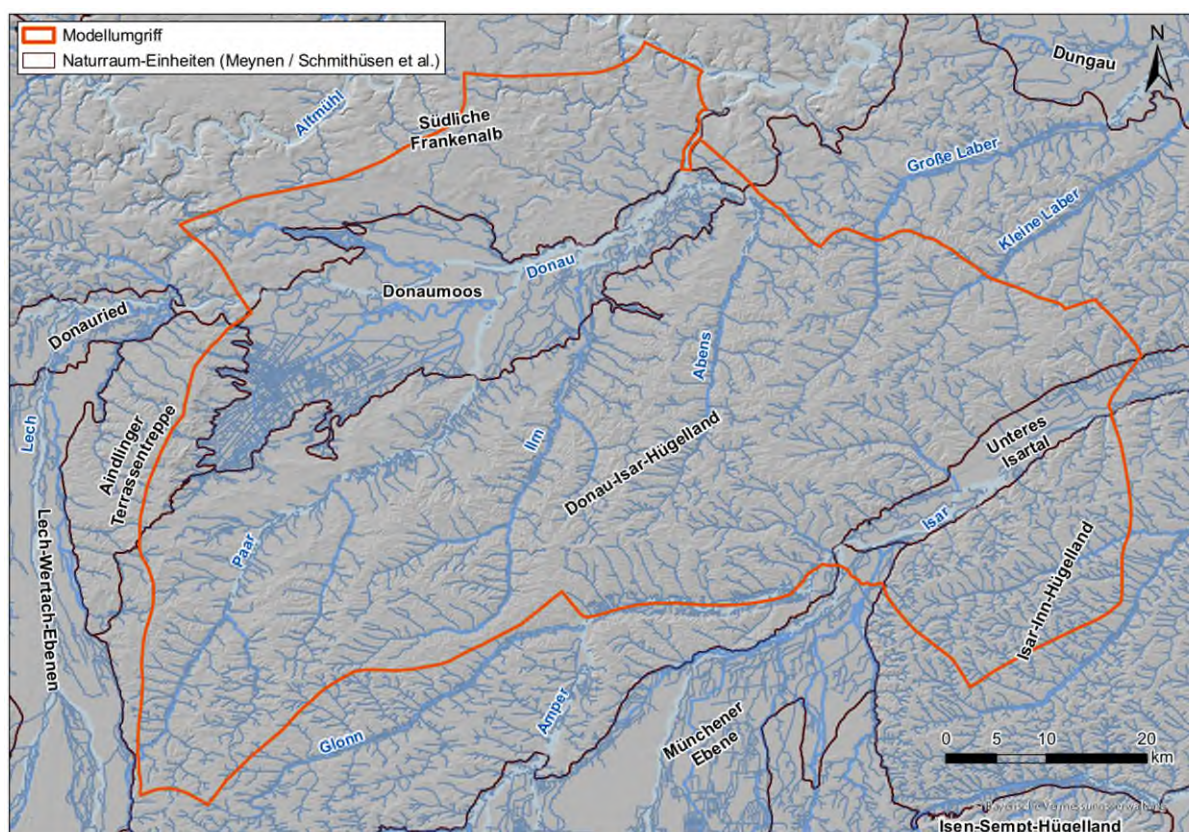 Modellumgriff
Naturraum-Einheiten (Meynen / Schmithüsen et al.)
N
Dungau
Altmühl
Südliche
Frankenalb
Große Laber
Kleine Laber
Donau
Donaumoos
Donauried
Abens
Lech
Aindlinger
Terrassentreppe
Ilm
Donau-Isar-Hügelland
Unteres
Isartal
Isar
Paar
Lech-Wertach-Ebenen
Isar-Inn-Hügelland
Amper
Glonn
Münchener
Ebene
0 5 10 20
km
Bayerische Vermessungsverwaltung
Isen-Sempt-Hügelland